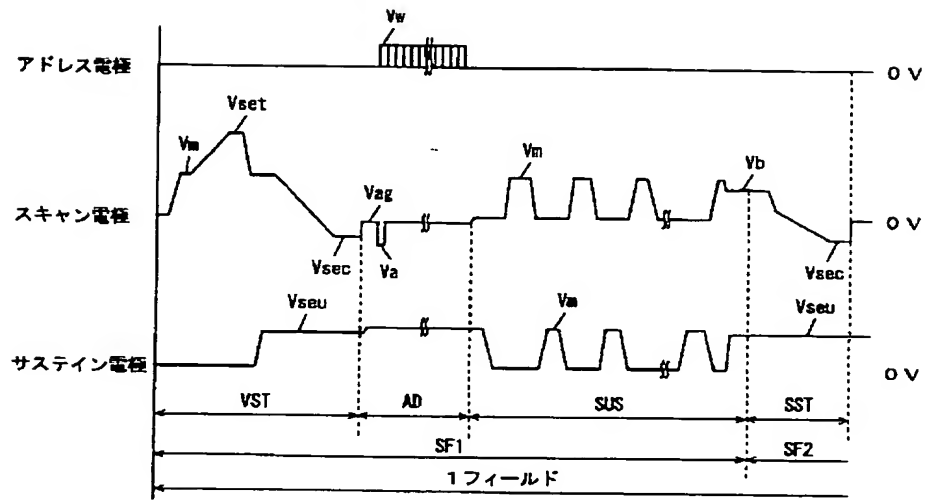 Vw
アドレス電極
0 V
Vset
Vm
Vm
Vb
Vag
スキャン電極
0 V
Vsec
Va
Vsec
Vseu
Vm
Vseu
サステイン電極
0 V
VST
AD
SUS
SST
SF1
SF2
1フィールド